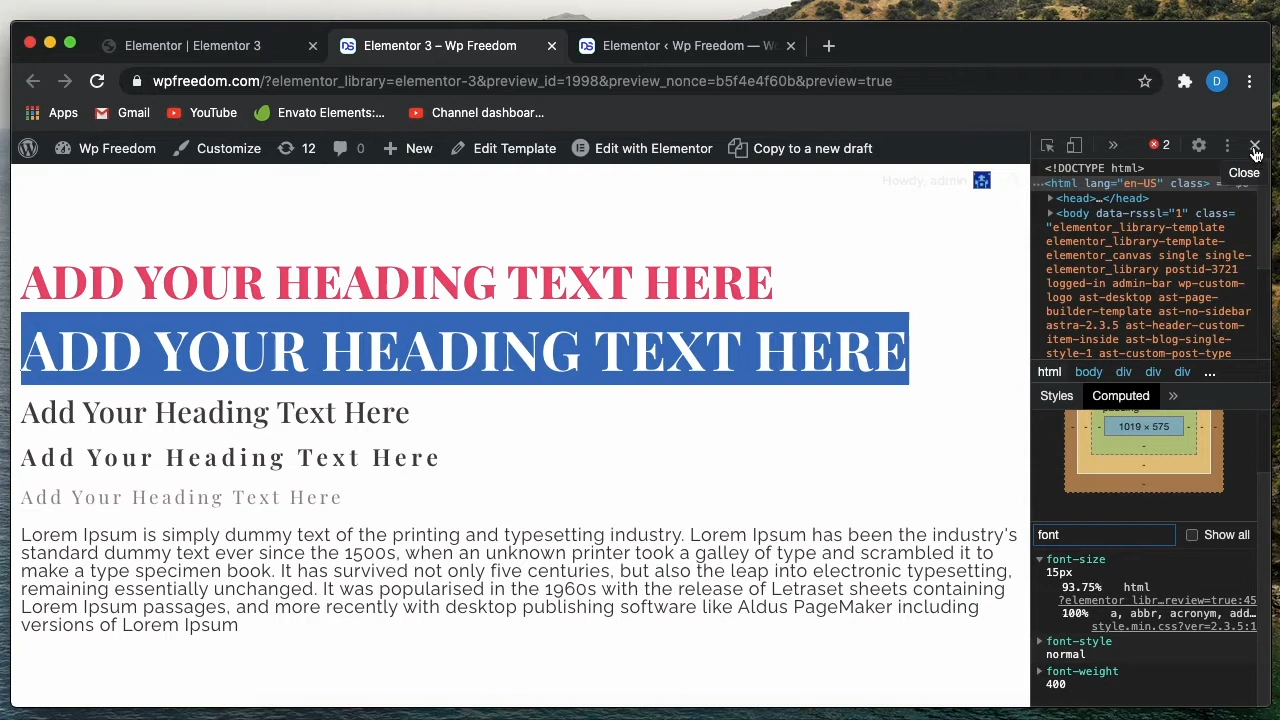 Elementor | Elementor 3
Elementor 3 – Wp Freedom
Elementor ‹ Wp Freedom — Wo
wpfreedom.com/?elementor_library=elementor-3&preview_id=1998&preview_nonce=b5f4e4f60b&preview=true
D
Apps
Gmail
YouTube
Envato Elements:...
Channel dashboar...
Wp Freedom
Customize
12
0
New
Edit Template
Edit with Elementor
Copy to a new draft
Howdy, admin
2
Close
ADD YOUR HEADING TEXT HERE
ADD YOUR HEADING TEXT HERE
Add Your Heading Text Here
Add Your Heading Text Here
Add Your Heading Text Here
Lorem Ipsum is simply dummy text of the printing and typesetting industry. Lorem Ipsum has been the industry's
standard dummy text ever since the 1500s, when an unknown printer took a galley of type and scrambled it to
make a type specimen book. It has survived not only five centuries, but also the leap into electronic typesetting,
remaining essentially unchanged. It was popularised in the 1960s with the release of Letraset sheets containing
Lorem Ipsum passages, and more recently with desktop publishing software like Aldus PageMaker including
versions of Lorem Ipsum
<!DOCTYPE html>
…<html lang="en-US" class> ==
<head>…</head>
<body data-rsssl="1" class=
"elementor_library-template
elementor_library-template-
elementor_canvas single single-
elementor_library postid-3721
logged-in admin-bar wp-custom-
logo ast-desktop ast-page-
builder-template ast-no-sidebar
astra-2.3.5 ast-header-custom-
item-inside ast-blog-single-
style-1 ast-custom-post-type
html body div div div ...
Styles Computed
1019 × 575
font
Show all
font-size
15px
93.75% html
?elementor_libr…review=true:45
100% a, abbr, acronym, add…
style.min.css?ver=2.3.5:1
font-style
normal
font-weight
400